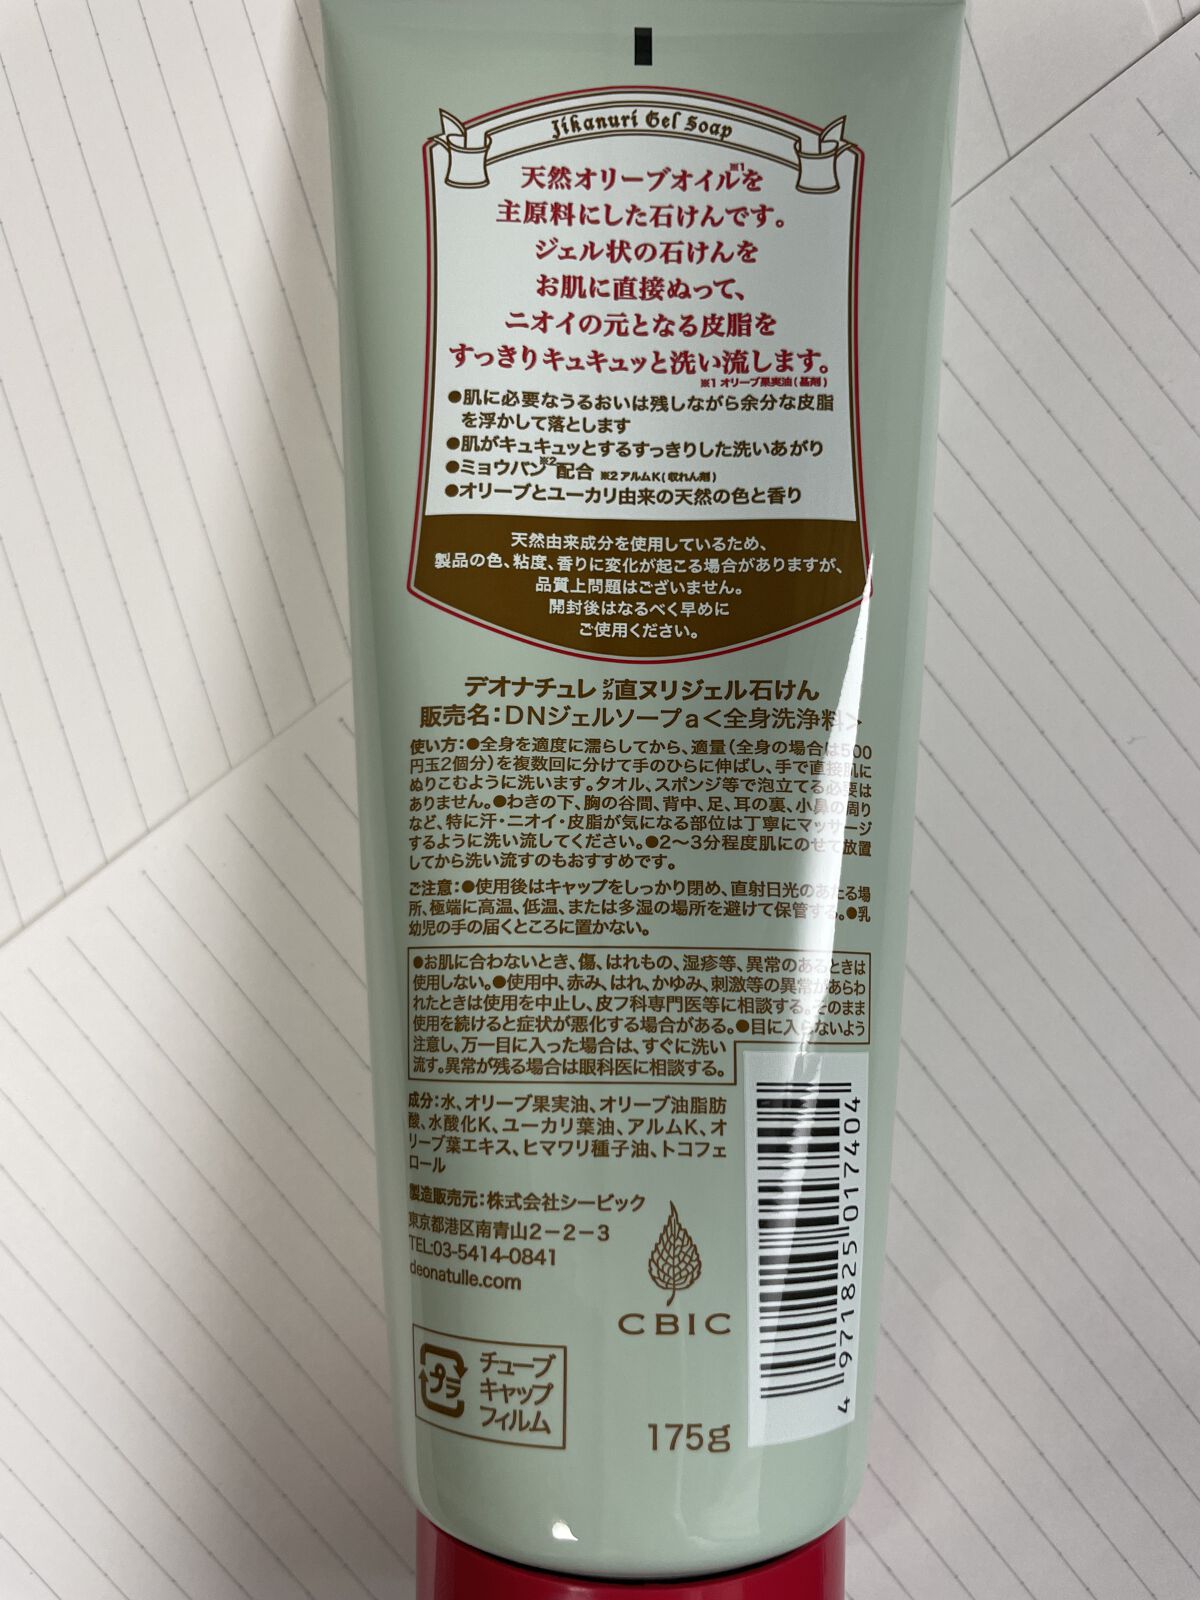 Jikanuri Gel Soap
天然オリーブオイル※1を
主原料にした石けんです。
ジェル状の石けんを
お肌に直接ぬって、
ニオイの元となる皮脂を
すっきりキュキュッと洗い流します。
※1 オリーブ果実油(基剤)
●肌に必要なうるおいは残しながら余分な皮脂
を浮かして落とします
●肌がキュキュッとするすっきりした洗いあがり
●ミョウバン※2配合 ※2 アルムK(収れん剤)
●オリーブとユーカリ由来の天然の色と香り
天然由来成分を使用しているため、
製品の色、粘度、香りに変化が起こる場合がありますが、
品質上問題はございません。
開封後はなるべく早めに
ご使用ください。
デオナチュレ ジカ直ヌリジェル石けん
販売名:DNジェルソープa<全身洗浄料>
使い方:●全身を適度に濡らしてから、適量(全身の場合は500
円玉2個分)を複数回に分けて手のひらに伸ばし、手で直接肌に
ぬりこむように洗います。タオル、スポンジ等で泡立てる必要は
ありません。●わきの下、胸の谷間、背中、足、耳の裏、小鼻の周り
など、特に汗・ニオイ・皮脂が気になる部位は丁寧にマッサージ
するように洗い流してください。●2〜3分程度肌にのせて放置
してから洗い流すのもおすすめです。
ご注意:●使用後はキャップをしっかり閉め、直射日光のあたる場
所、極端に高温、低温、または多湿の場所を避けて保管する。●乳
幼児の手の届くところに置かない。
●お肌に合わないとき、傷、はれもの、湿疹等、異常のあるときは
使用しない。●使用中、赤み、はれ、かゆみ、刺激等の異常があらわ
れたときは使用を中止し、皮フ科専門医等に相談する。そのまま
使用を続けると症状が悪化する場合がある。●目に入らないよう
注意し、万一目に入った場合は、すぐに洗い
流す。異常が残る場合は眼科医に相談する。
成分:水、オリーブ果実油、オリーブ油脂肪
酸、水酸化K、ユーカリ葉油、アルムK、オ
リーブ葉エキス、ヒマワリ種子油、トコフェ
ロール
製造販売元:株式会社シービック
東京都港区南青山2-2-3
TEL:03-5414-0841
deonatulle.com
CBIC
プラ
チューブ
キャップ
フィルム
175g
4 971825 017404